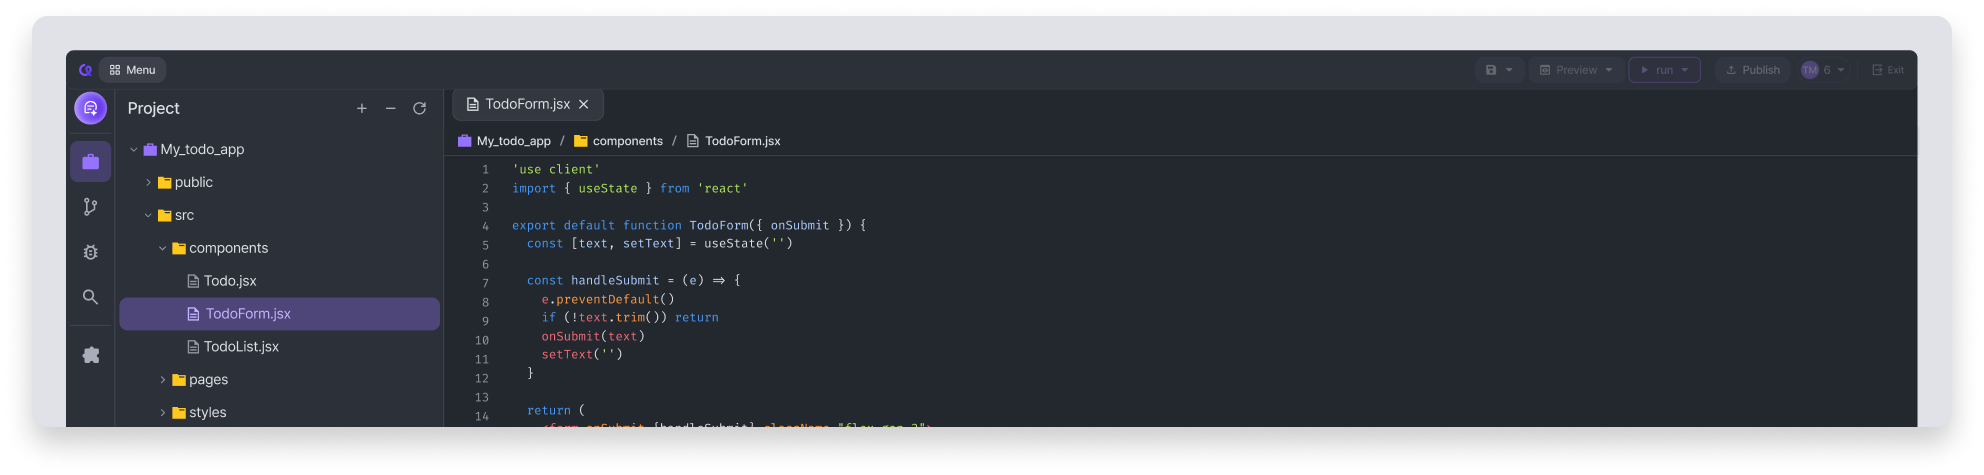 Menu
Preview
run
Publish
TM 6
Exit
Project
My_todo_app
public
src
components
Todo.jsx
TodoForm.jsx
TodoList.jsx
pages
styles
TodoForm.jsx
My_todo_app / components / TodoForm.jsx
1 'use client'
2 import { useState } from 'react'
3
4 export default function TodoForm({ onSubmit }) {
5 const [text, setText] = useState('')
6
7 const handleSubmit = (e) => {
8 e.preventDefault()
9 if (!text.trim()) return
10 onSubmit(text)
11 setText('')
12 }
13
14 return (